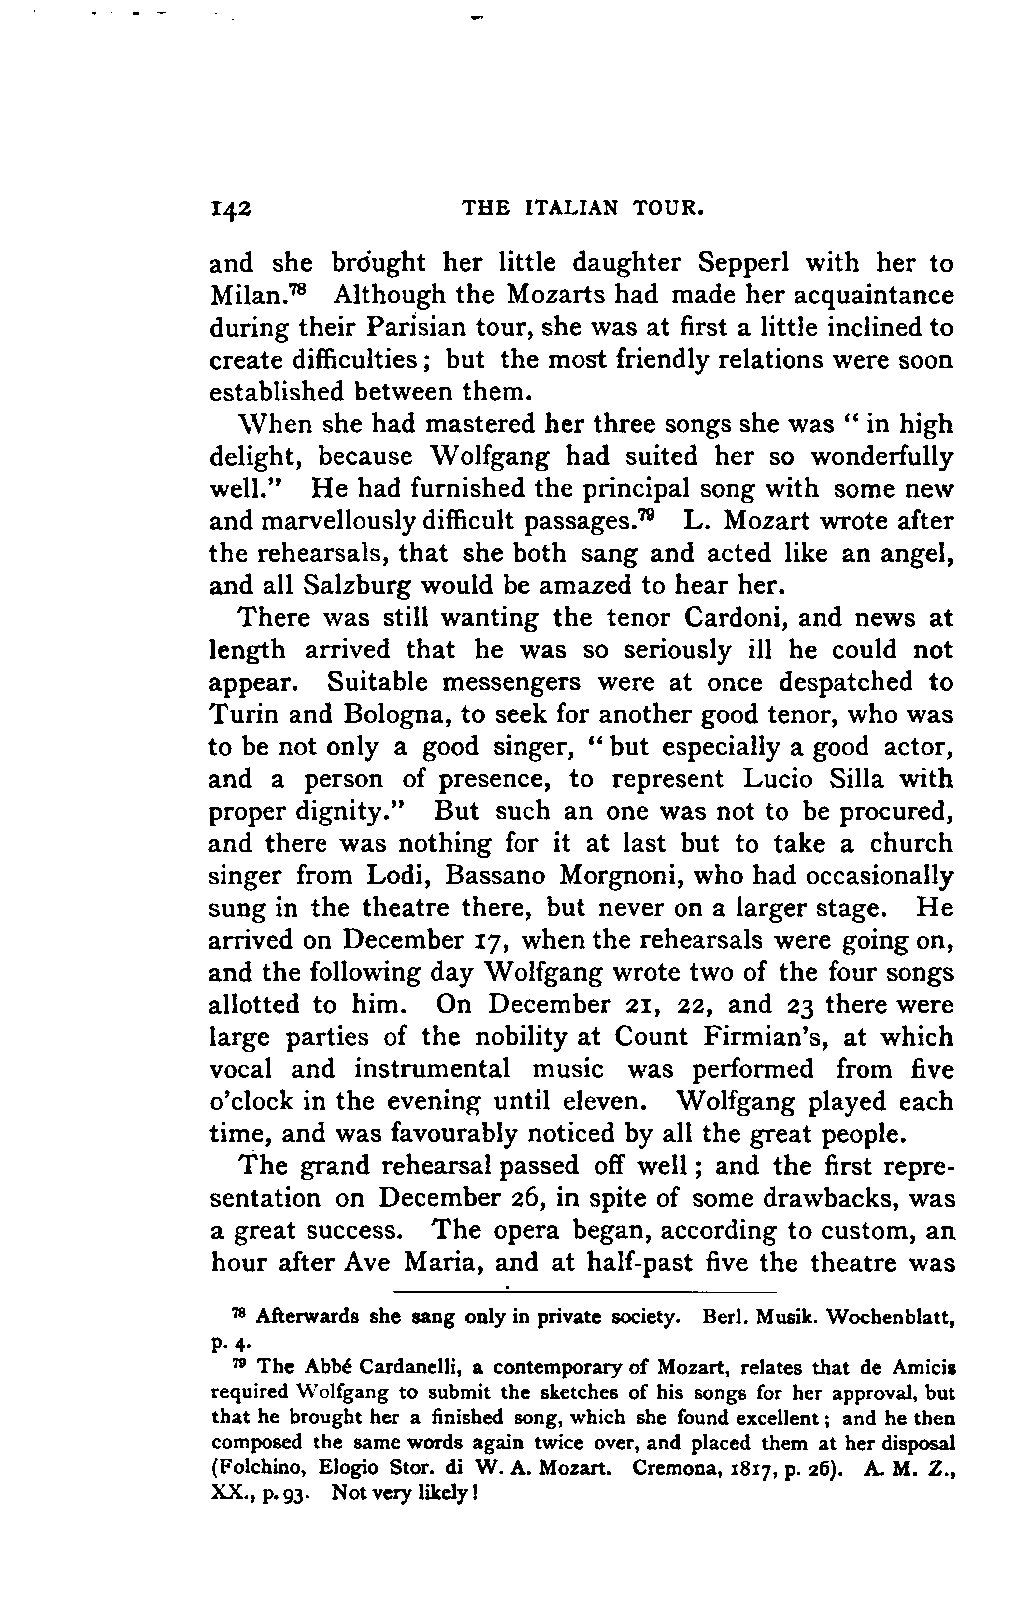 142 THE ITALIAN TOUR.
and she brought her little daughter Sepperl with her to
Milan.⁷⁸ Although the Mozarts had made her acquaintance
during their Parisian tour, she was at first a little inclined to
create difficulties; but the most friendly relations were soon
established between them.
When she had mastered her three songs she was “ in high
delight, because Wolfgang had suited her so wonderfully
well.” He had furnished the principal song with some new
and marvellously difficult passages.⁷⁹ L. Mozart wrote after
the rehearsals, that she both sang and acted like an angel,
and all Salzburg would be amazed to hear her.
There was still wanting the tenor Cardoni, and news at
length arrived that he was so seriously ill he could not
appear. Suitable messengers were at once despatched to
Turin and Bologna, to seek for another good tenor, who was
to be not only a good singer, “ but especially a good actor,
and a person of presence, to represent Lucio Silla with
proper dignity.” But such an one was not to be procured,
and there was nothing for it at last but to take a church
singer from Lodi, Bassano Morgnoni, who had occasionally
sung in the theatre there, but never on a larger stage. He
arrived on December 17, when the rehearsals were going on,
and the following day Wolfgang wrote two of the four songs
allotted to him. On December 21, 22, and 23 there were
large parties of the nobility at Count Firmian’s, at which
vocal and instrumental music was performed from five
o’clock in the evening until eleven. Wolfgang played each
time, and was favourably noticed by all the great people.
The grand rehearsal passed off well; and the first repre-
sentation on December 26, in spite of some drawbacks, was
a great success. The opera began, according to custom, an
hour after Ave Maria, and at half-past five the theatre was
⁷⁸ Afterwards she sang only in private society. Berl. Musik. Wochenblatt,
p. 4.
⁷⁹ The Abbé Cardanelli, a contemporary of Mozart, relates that de Amicis
required Wolfgang to submit the sketches of his songs for her approval, but
that he brought her a finished song, which she found excellent; and he then
composed the same words again twice over, and placed them at her disposal
(Folchino, Elogio Stor. di W. A. Mozart. Cremona, 1817, p. 26). A. M. Z.,
XX., p. 93. Not very likely!